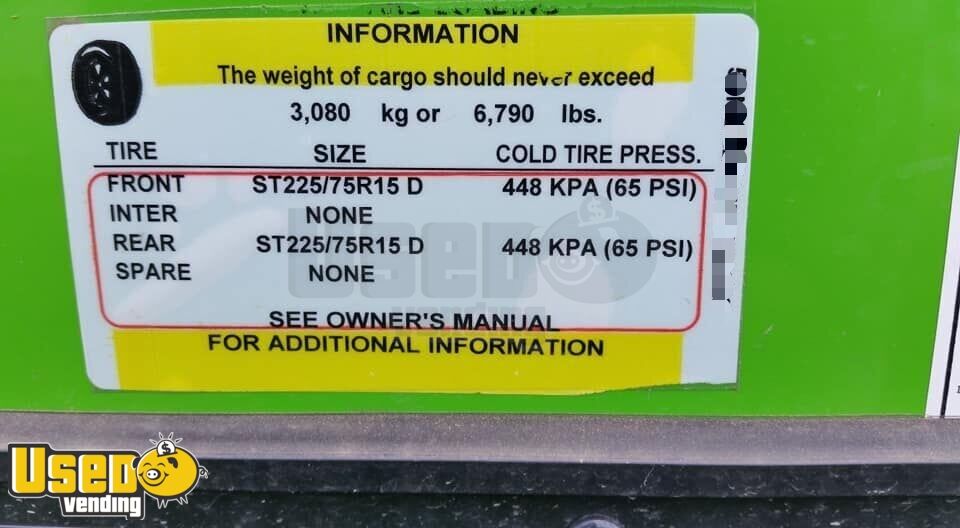 INFORMATION
The weight of cargo should never exceed
3,080 kg or 6,790 lbs.
TIRE SIZE COLD TIRE PRESS.
FRONT ST225/75R15 D 448 KPA (65 PSI)
INTER NONE
REAR ST225/75R15 D 448 KPA (65 PSI)
SPARE NONE
SEE OWNER'S MANUAL
FOR ADDITIONAL INFORMATION
Used
vending
Used
vending